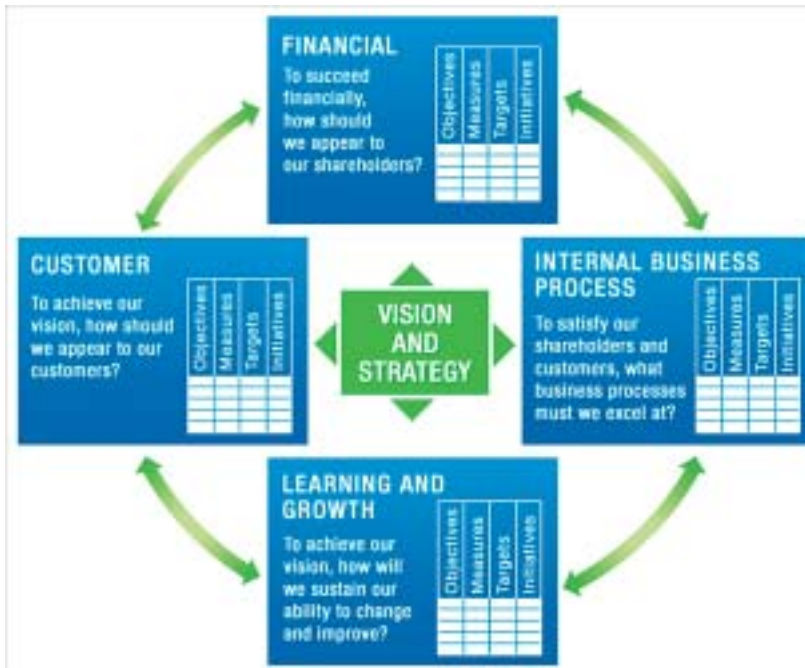 FINANCIAL
To succeed
financially,
how should
we appear to
our shareholders?
Objectives
Measures
Targets
Initiatives
CUSTOMER
To achieve our
vision, how should
we appear to our
customers?
Objectives
Measures
Targets
Initiatives
VISION
AND
STRATEGY
INTERNAL BUSINESS
PROCESS
To satisfy our
shareholders and
customers, what
business processes
must we excel at?
Objectives
Measures
Targets
Initiatives
LEARNING AND
GROWTH
To achieve our
vision, how will
we sustain our
ability to change
and improve?
Objectives
Measures
Targets
Initiatives